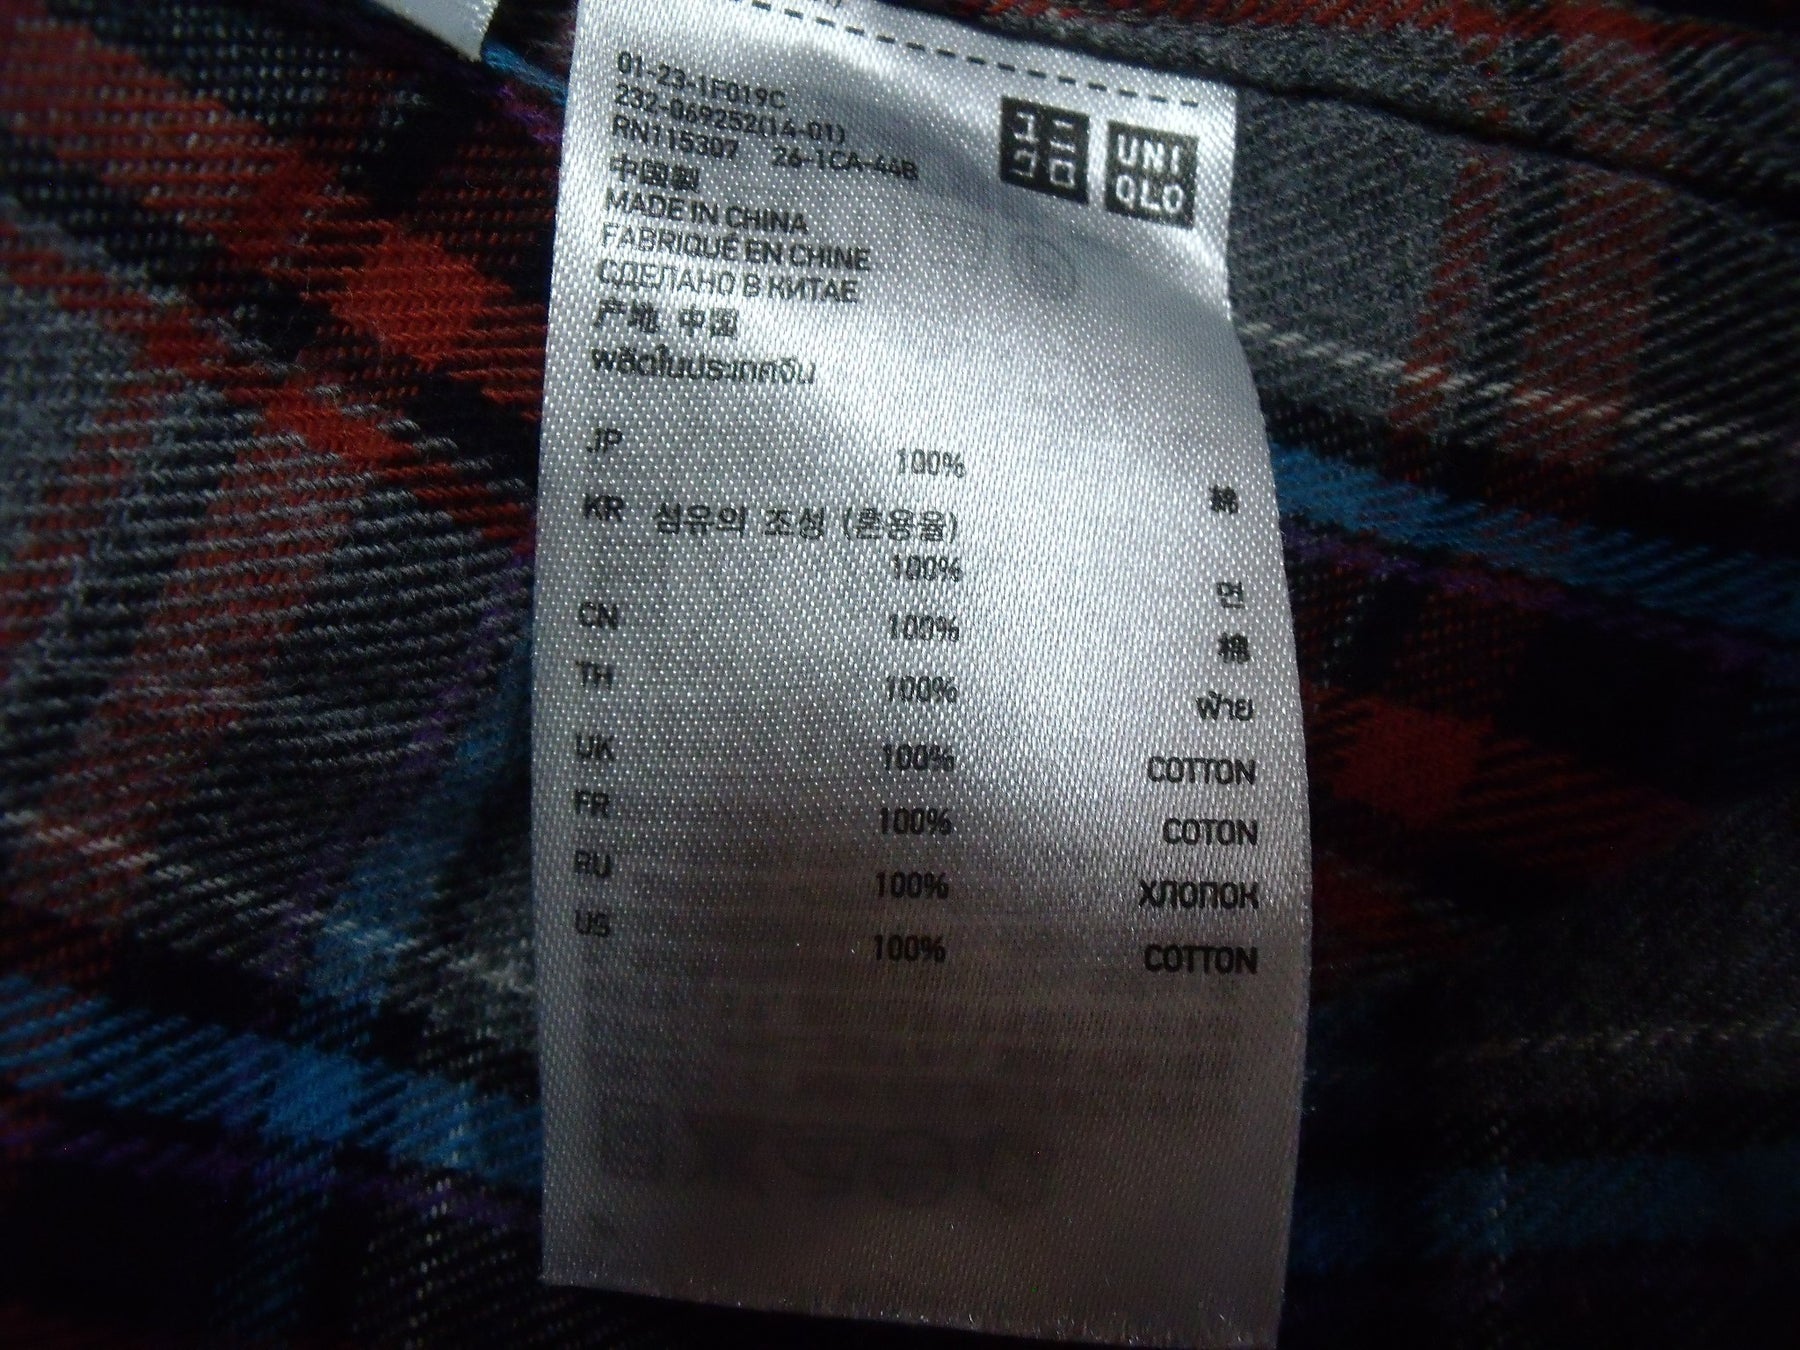 01-23-1F019C
232-069252(14-01)
RN115307 26-1CA-44B
ユニクロ
UNIQLO
中国製
MADE IN CHINA
FABRIQUÉ EN CHINE
СДЕЛАНО В КИТАЕ
产地 中国
ผลิตในประเทศจีน
JP 100% 綿
KR 섬유의 조성 (혼용율)
100% 면
CN 100% 棉
TH 100% ฝ้าย
UK 100% COTTON
FR 100% COTON
RU 100% ХЛОПОК
US 100% COTTON